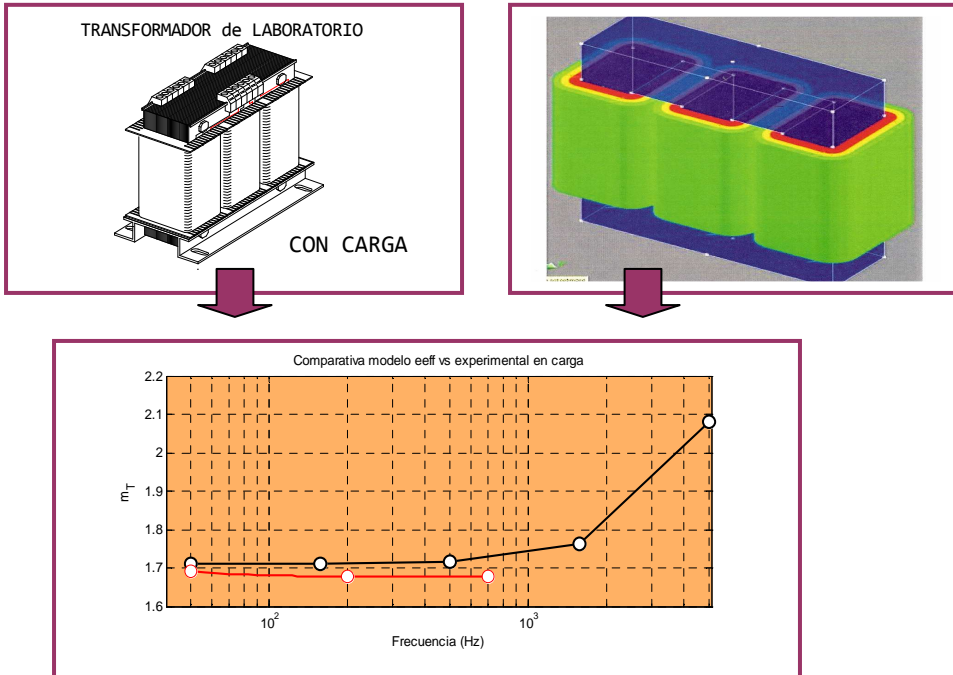 TRANSFORMADOR de LABORATORIO
CON CARGA
Comparativa modelo eeff vs experimental en carga
2.2
2.1
2
1.9
1.8
1.7
1.6
m_T
10^2
10^3
Frecuencia (Hz)